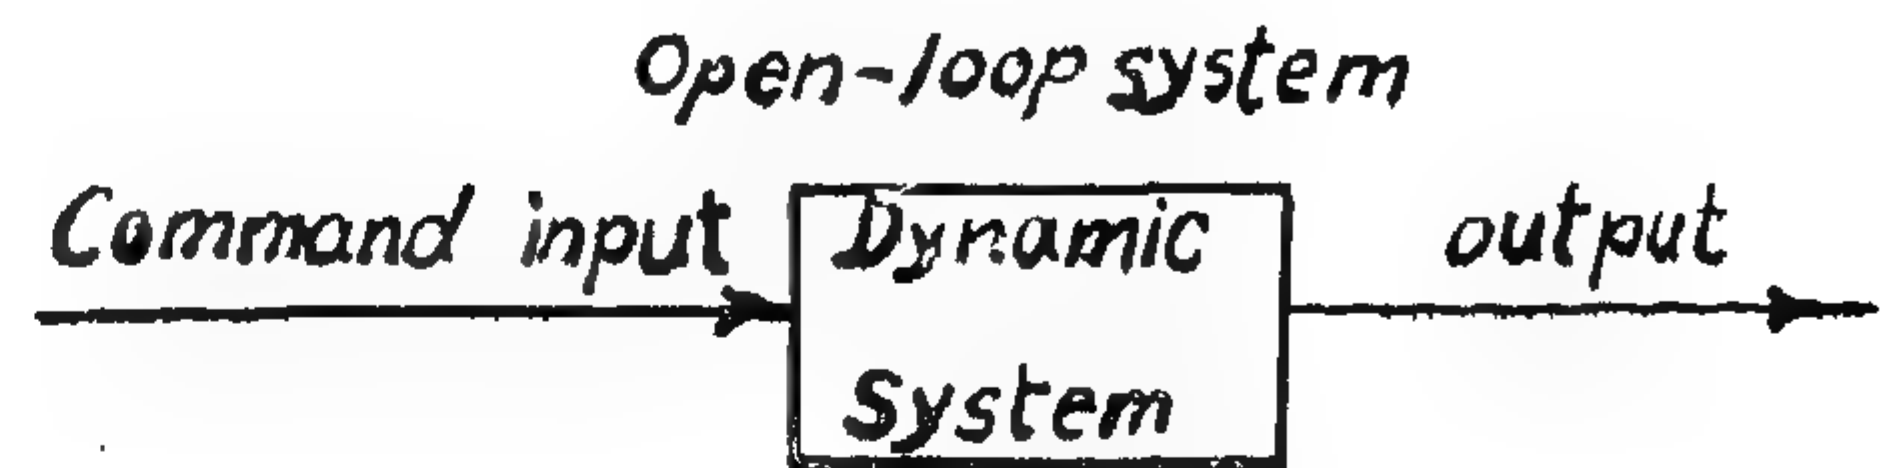 Open-loop system
Command input
Dynamic
System
output